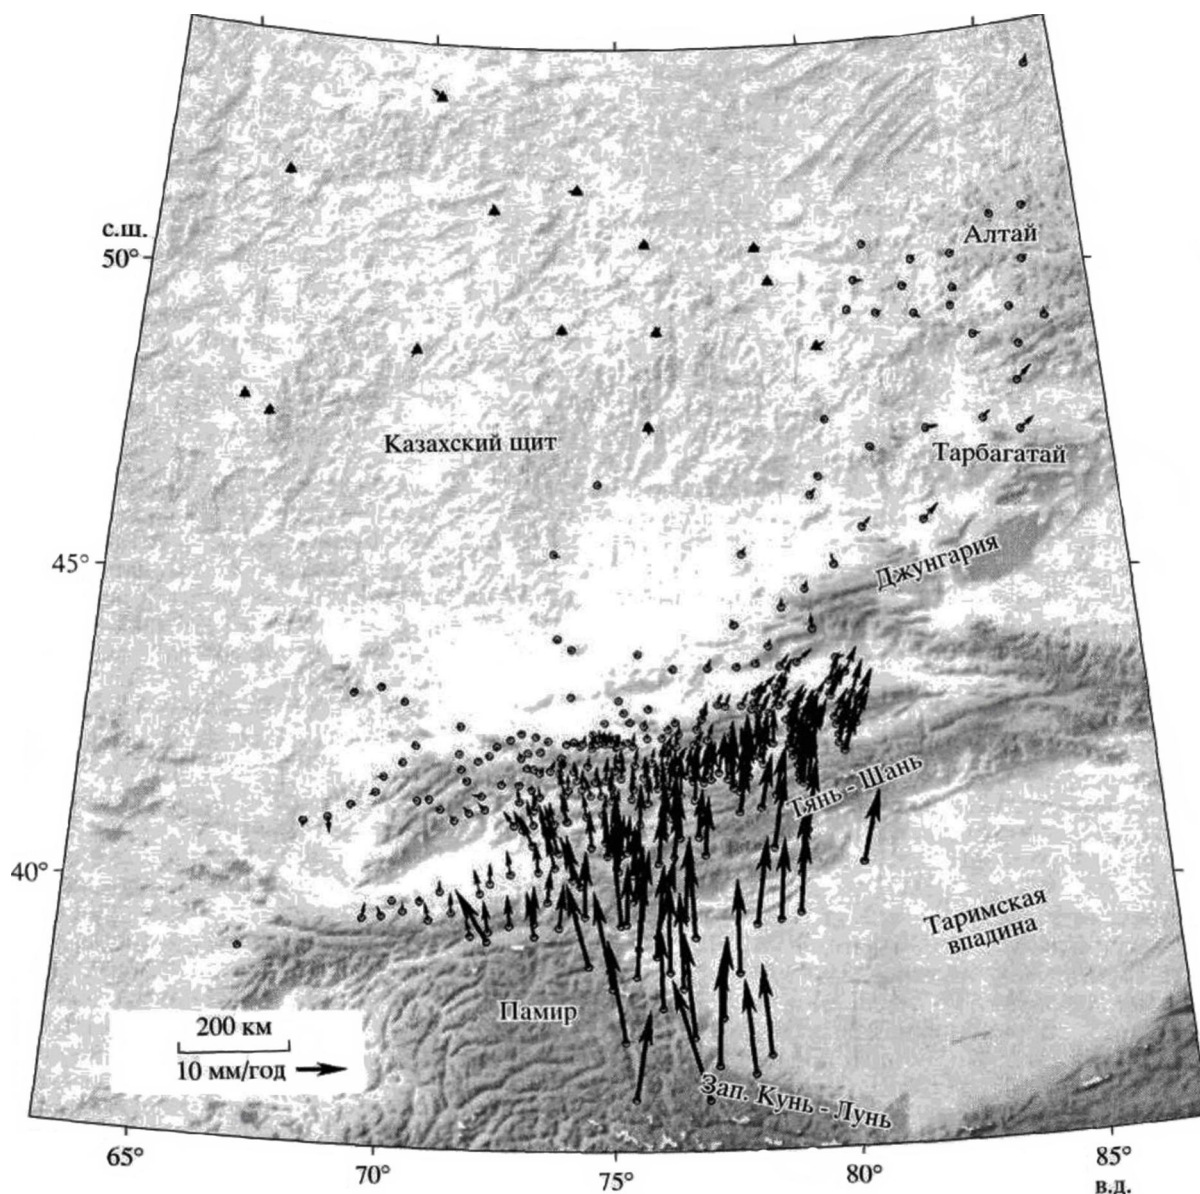 с.ш.
50°
Алтай
Казахский щит
Тарбагатай
45°
Джунгария
Тянь - Шань
40°
Таримская
впадина
Памир
200 км
10 мм/год
Зап. Кунь - Лунь
65°
70°
75°
80°
85°
в.д.